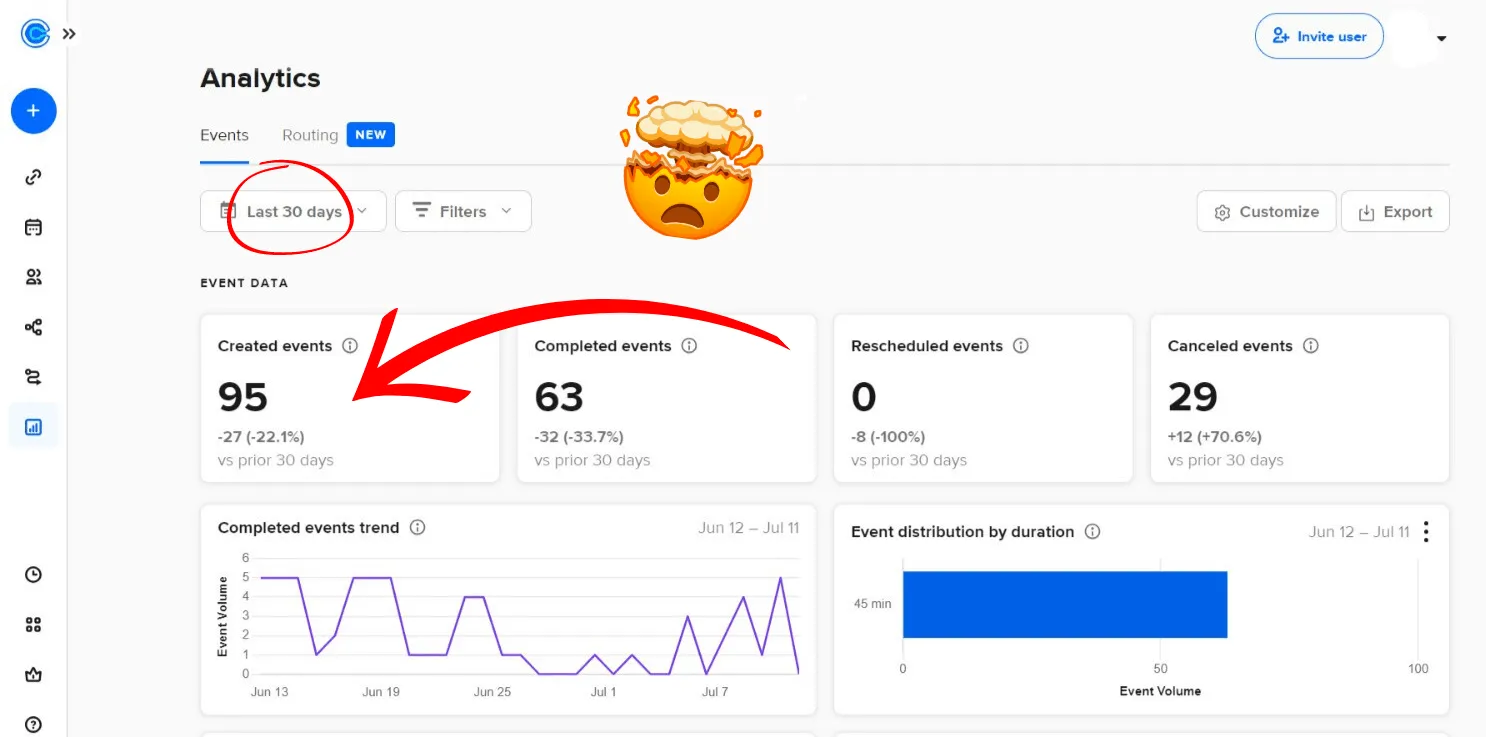 Invite user
Analytics
Events Routing NEW
Last 30 days Filters Customize Export
EVENT DATA
Created events
95
-27 (-22.1%)
vs prior 30 days
Completed events
63
-32 (-33.7%)
vs prior 30 days
Rescheduled events
0
-8 (-100%)
vs prior 30 days
Canceled events
29
+12 (+70.6%)
vs prior 30 days
Completed events trend Jun 12 – Jul 11
Event Volume
6
5
4
3
2
1
0
Jun 13 Jun 19 Jun 25 Jul 1 Jul 7
Event distribution by duration Jun 12 – Jul 11
45 min
0 50 100
Event Volume